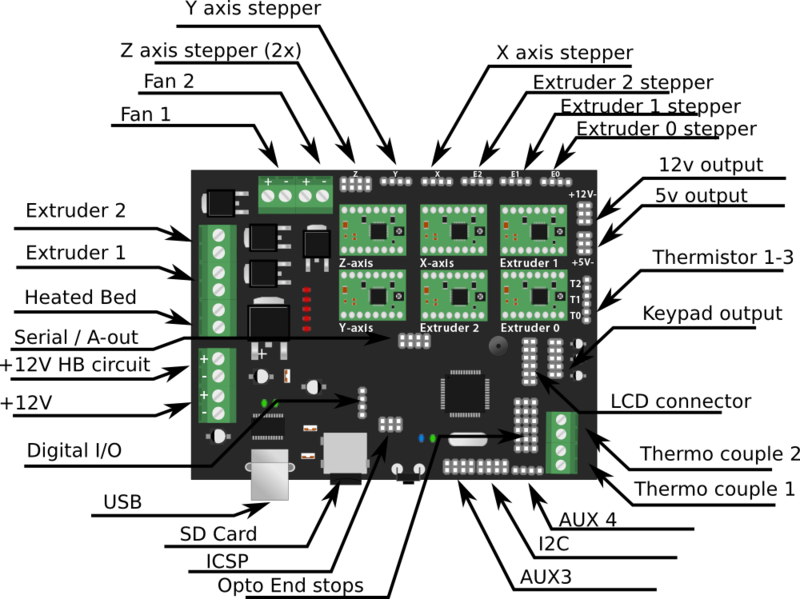 Y axis stepper
Z axis stepper (2x)
X axis stepper
Fan 2
Extruder 2 stepper
Fan 1
Extruder 1 stepper
Extruder 0 stepper
12v output
5v output
Z Y X E2 E1 E0
+ - + -
+12V-
Extruder 2
Extruder 1
Heated Bed
Serial / A-out
+12V HB circuit
+12V
Digital I/O
USB
SD Card
ICSP
Opto End stops
Z-axis X-axis Extruder 1
+5V-
Y-axis Extruder 2 Extruder 0
T2
T1
T0
+
+
-
+
-
Thermistor 1-3
Keypad output
LCD connector
Thermo couple 2
Thermo couple 1
AUX 4
I2C
AUX3